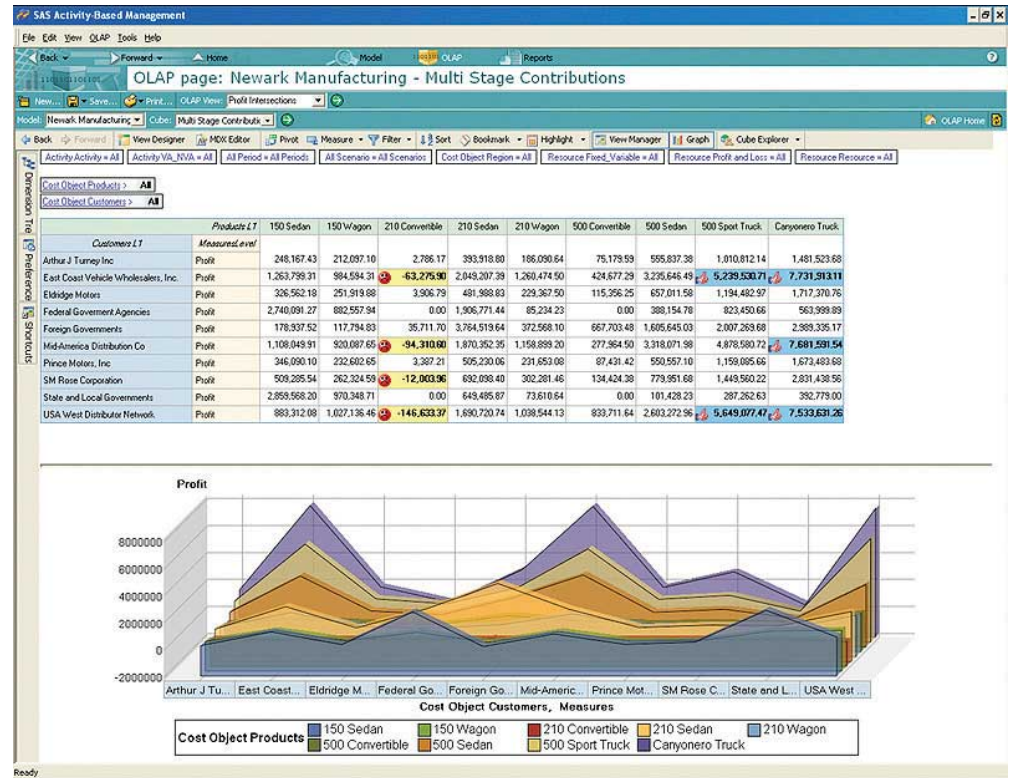 SAS Activity-Based Management
File Edit View OLAP Tools Help
Back Forward Home Model OLAP Reports
OLAP page: Newark Manufacturing - Multi Stage Contributions
New... Save... Print... OLAP View: Profit Intersections
Model: Newark Manufacturing Cube: Multi Stage Contributi OLAP Home
Back Forward View Designer MDX Editor Pivot Measure Filter Sort Bookmark Highlight View Manager Graph Cube Explorer
Activity Activity = All Activity VA_NVA = All All Period = All Periods All Scenario = All Scenarios Cost Object Region = All Resource Fixed_Variable = All Resource Profit and Loss = All Resource Resource = All
Dimension Tre
Preference
Shortcuts
Cost Object Products > All
Cost Object Customers > All
Products L1 150 Sedan 150 Wagon 210 Convertible 210 Sedan 210 Wagon 500 Convertible 500 Sedan 500 Sport Truck Canyonero Truck
Customers L1 MeasuresLevel
Arthur J Turney Inc Profit 248,167.43 212,097.10 2,786.17 393,918.80 186,090.64 75,179.59 555,837.38 1,010,812.14 1,481,523.68
East Coast Vehicle Wholesalers, Inc. Profit 1,263,799.31 984,594.31 -63,275.90 2,049,207.39 1,260,474.50 424,677.29 3,235,646.49 5,239,530.71 7,731,913.11
Eldridge Motors Profit 326,562.18 251,919.88 3,906.79 481,988.83 229,367.50 115,356.25 657,011.58 1,194,482.97 1,717,370.76
Federal Goverment Agencies Profit 2,740,091.27 882,557.94 0.00 1,906,771.44 85,234.23 0.00 388,154.78 823,450.66 563,999.89
Foreign Governments Profit 178,937.52 117,794.83 35,711.70 3,764,519.64 372,568.10 667,703.48 1,605,645.03 2,007,269.68 2,989,335.17
Mid-America Distribution Co Profit 1,108,049.91 920,087.65 -94,310.60 1,870,352.35 1,158,899.20 277,964.50 3,318,071.98 4,878,580.72 7,681,591.54
Prince Motors, Inc Profit 346,090.10 232,602.65 3,387.21 505,230.06 231,653.08 87,431.42 550,557.10 1,159,085.66 1,673,483.68
SM Rose Corporation Profit 509,285.54 262,324.59 -12,003.96 692,098.40 302,281.46 134,424.38 779,951.68 1,449,560.22 2,831,438.56
State and Local Governments Profit 2,859,568.20 970,348.71 0.00 649,485.87 73,610.64 0.00 101,428.23 287,262.63 392,779.00
USA West Distributor Network Profit 883,312.08 1,027,136.46 -146,633.37 1,690,720.74 1,038,544.13 833,711.64 2,603,272.96 5,649,077.47 7,533,631.26
Profit
8000000
6000000
4000000
2000000
0
-2000000
Arthur J Tu... East Coast... Eldridge M... Federal Go... Foreign Go... Mid-Americ... Prince Mot... SM Rose C... State and L... USA West ...
Cost Object Customers, Measures
Cost Object Products 150 Sedan 150 Wagon 210 Convertible 210 Sedan 210 Wagon
500 Convertible 500 Sedan 500 Sport Truck Canyonero Truck
Ready